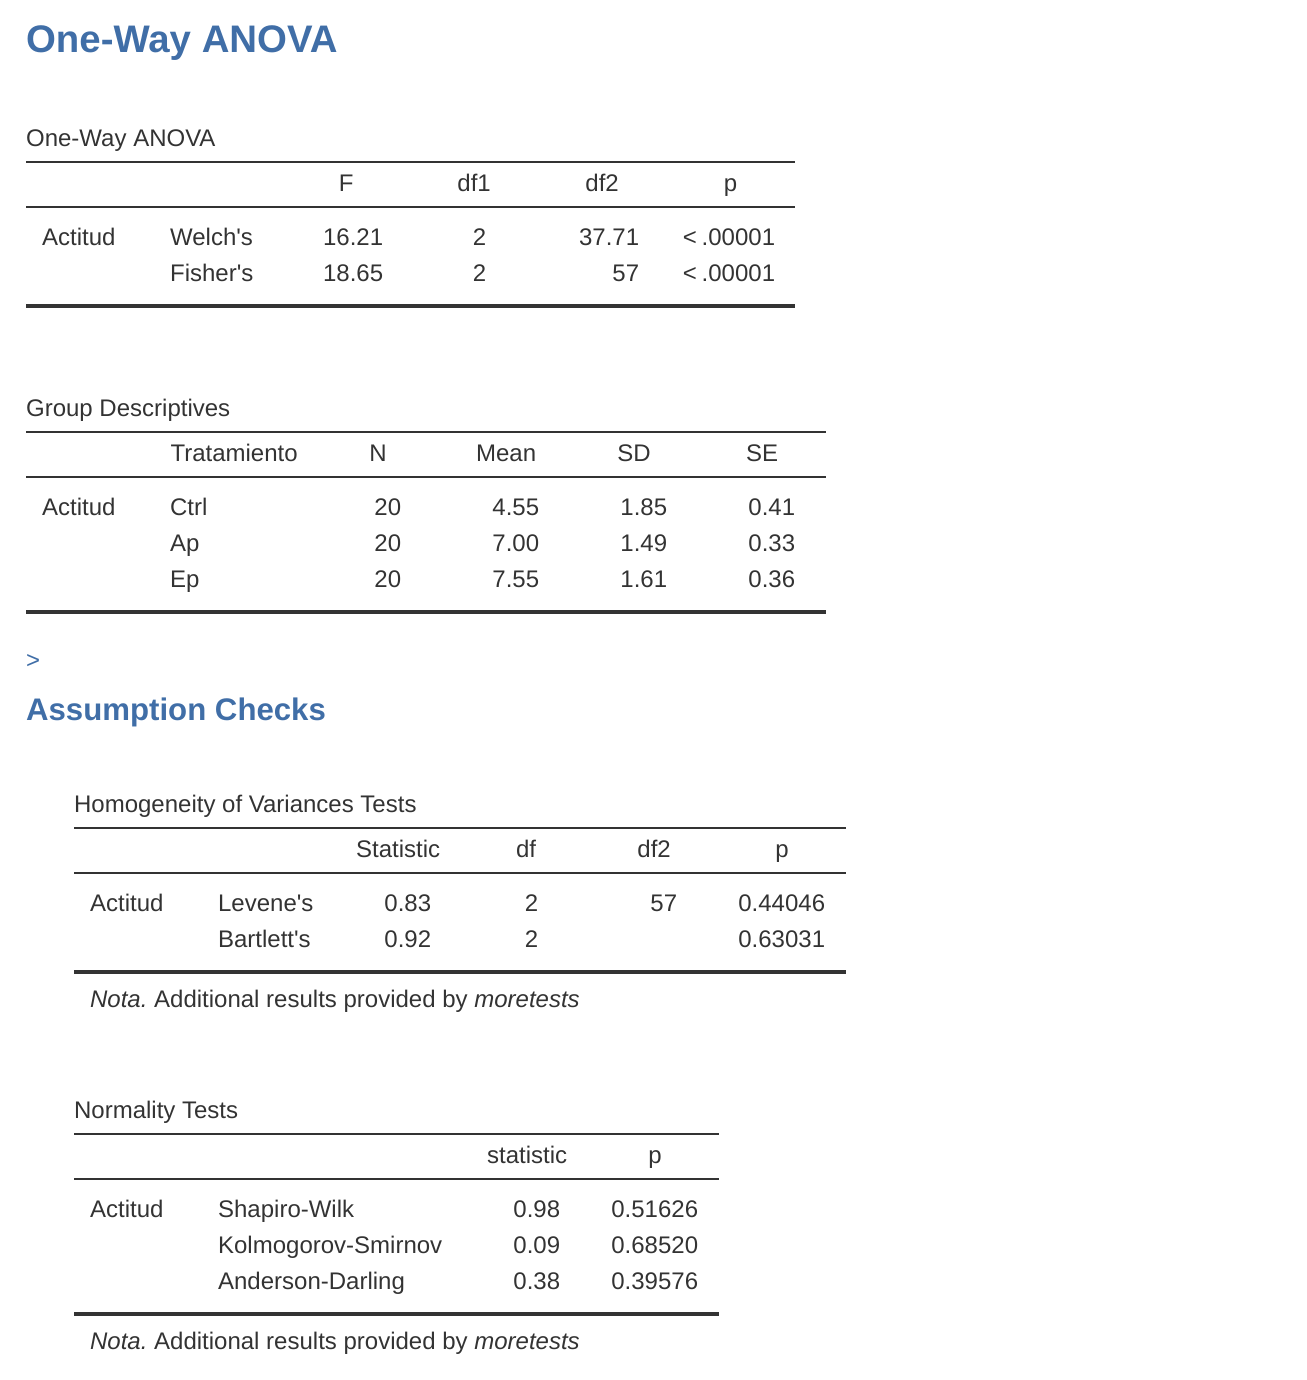 One-Way ANOVA
One-Way ANOVA
F df1 df2 p
Actitud Welch's 16.21 2 37.71 < .00001
Fisher's 18.65 2 57 < .00001
Group Descriptives
Tratamiento N Mean SD SE
Actitud Ctrl 20 4.55 1.85 0.41
Ap 20 7.00 1.49 0.33
Ep 20 7.55 1.61 0.36
>
Assumption Checks
Homogeneity of Variances Tests
Statistic df df2 p
Actitud Levene's 0.83 2 57 0.44046
Bartlett's 0.92 2 0.63031
Nota. Additional results provided by moretests
Normality Tests
statistic p
Actitud Shapiro-Wilk 0.98 0.51626
Kolmogorov-Smirnov 0.09 0.68520
Anderson-Darling 0.38 0.39576
Nota. Additional results provided by moretests